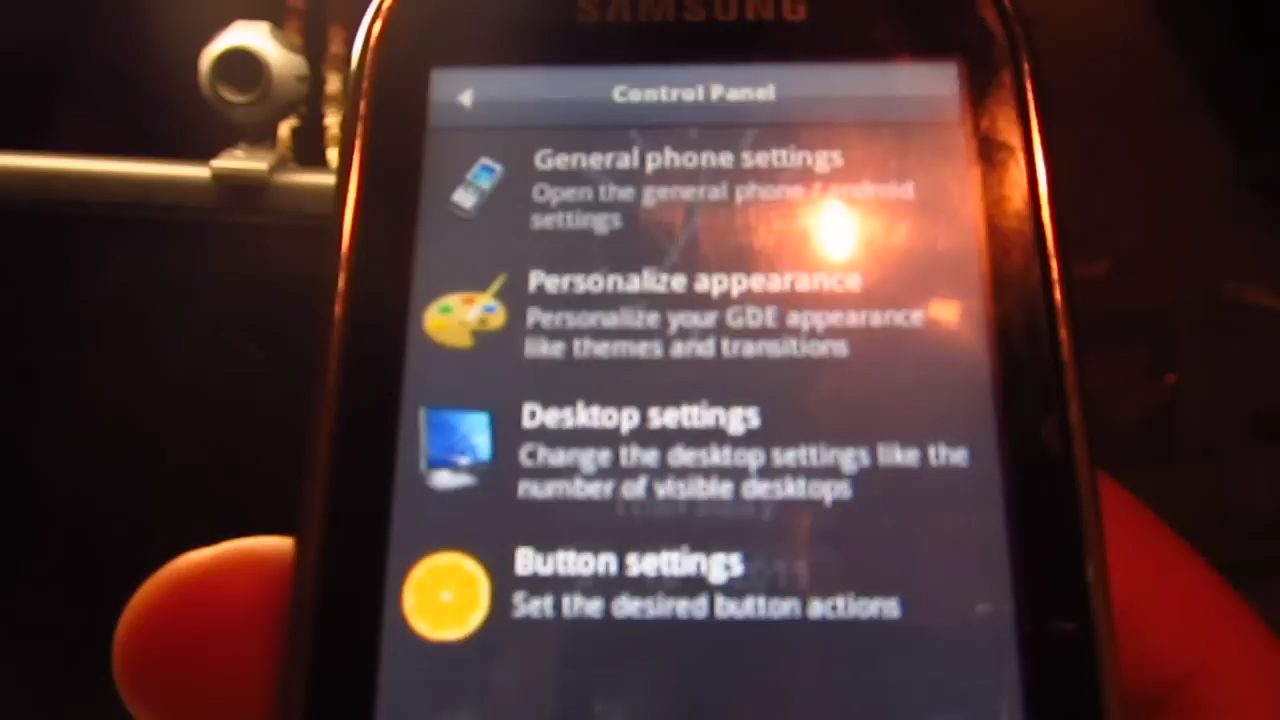 SAMSUNG
Control Panel
General phone settings
Open the general phone / android
settings
Personalize appearance
Personalize your GDE appearance
like themes and transitions
Desktop settings
Change the desktop settings like the
number of visible desktops
Button settings
Set the desired button actions